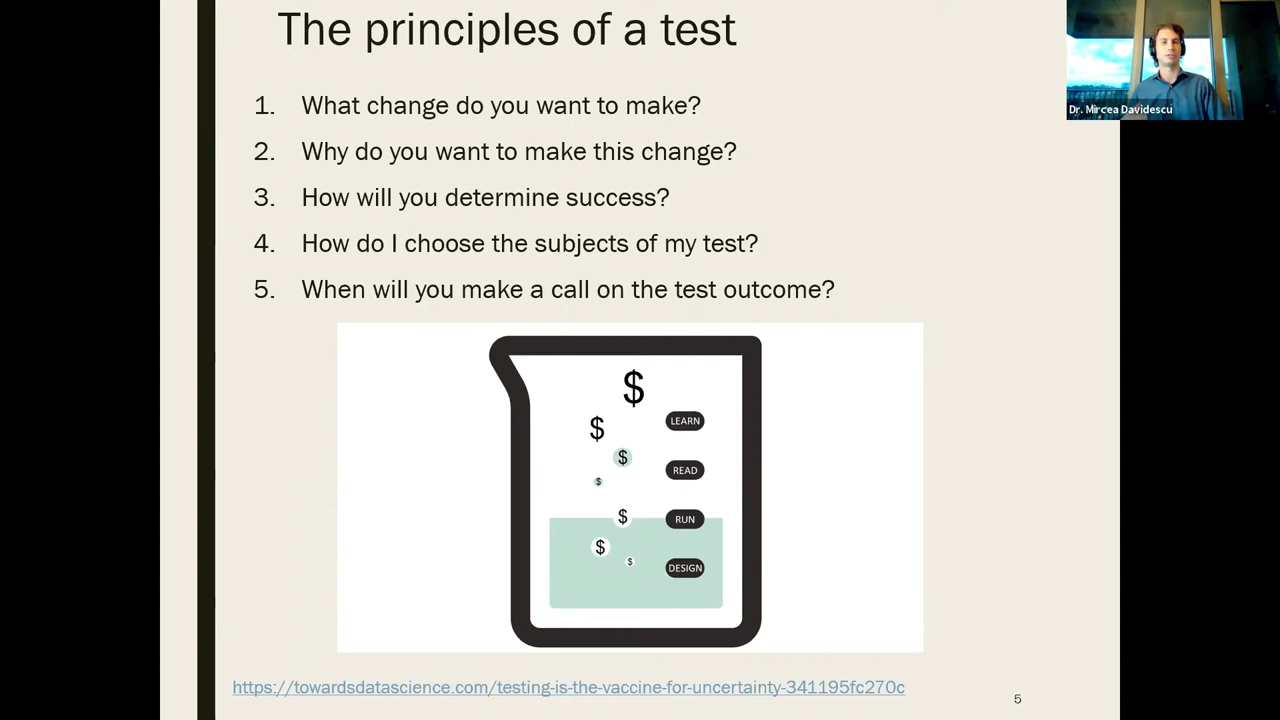 The principles of a test
Dr. Mircea Davidescu
1. What change do you want to make?
2. Why do you want to make this change?
3. How will you determine success?
4. How do I choose the subjects of my test?
5. When will you make a call on the test outcome?
$
$
LEARN
$
READ
$
$
RUN
$
$
DESIGN
https://towardsdatascience.com/testing-is-the-vaccine-for-uncertainty-341195fc270c
5